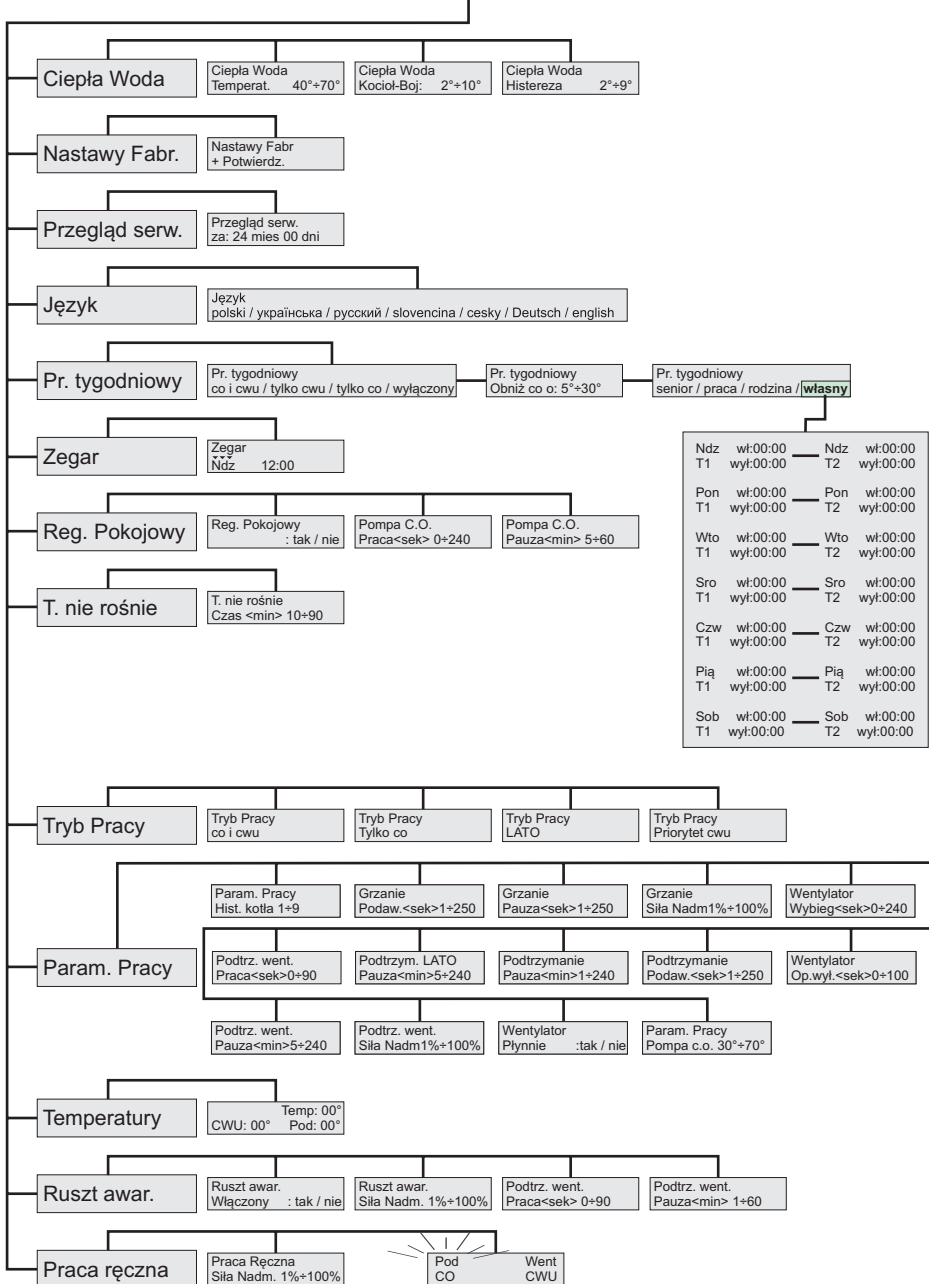 Ciepła Woda
Ciepła Woda
Temperat. 40°÷70°
Ciepła Woda
Kocioł-Boj: 2°÷10°
Ciepła Woda
Histereza 2°÷9°
Nastawy Fabr.
Nastawy Fabr
+ Potwierdz.
Przegląd serw.
Przegląd serw.
za: 24 mies 00 dni
Język
Język
polski / українська / русский / slovencina / cesky / Deutsch / english
Pr. tygodniowy
Pr. tygodniowy
co i cwu / tylko cwu / tylko co / wyłączony
Pr. tygodniowy
Obniż co o: 5°÷30°
Pr. tygodniowy
senior / praca / rodzina / własny
Ndz wł:00:00 Ndz wł:00:00
T1 wył:00:00 T2 wył:00:00
Pon wł:00:00 Pon wł:00:00
T1 wył:00:00 T2 wył:00:00
Wto wł:00:00 Wto wł:00:00
T1 wył:00:00 T2 wył:00:00
Sro wł:00:00 Sro wł:00:00
T1 wył:00:00 T2 wył:00:00
Czw wł:00:00 Czw wł:00:00
T1 wył:00:00 T2 wył:00:00
Pią wł:00:00 Pią wł:00:00
T1 wył:00:00 T2 wył:00:00
Sob wł:00:00 Sob wł:00:00
T1 wył:00:00 T2 wył:00:00
Zegar
Zegar
Ndz 12:00
Reg. Pokojowy
Reg. Pokojowy
: tak / nie
Pompa C.O.
Praca<sek> 0÷240
Pompa C.O.
Pauza<min> 5÷60
T. nie rośnie
T. nie rośnie
Czas <min> 10÷90
Tryb Pracy
Tryb Pracy
co i cwu
Tryb Pracy
Tylko co
Tryb Pracy
LATO
Tryb Pracy
Priorytet cwu
Param. Pracy
Param. Pracy
Hist. kotła 1÷9
Grzanie
Podaw.<sek>1÷250
Grzanie
Pauza<sek>1÷250
Grzanie
Siła Nadm1%÷100%
Wentylator
Wybieg<sek>0÷240
Podtrz. went.
Praca<sek>0÷90
Podtrzym. LATO
Pauza<min>5÷240
Podtrzymanie
Pauza<min>1÷240
Podtrzymanie
Podaw.<sek>1÷250
Wentylator
Op.wył.<sek>0÷100
Podtrz. went.
Pauza<min>5÷240
Podtrz. went.
Siła Nadm1%÷100%
Wentylator
Płynnie :tak / nie
Param. Pracy
Pompa c.o. 30°÷70°
Temperatury
Temp: 00°
CWU: 00° Pod: 00°
Ruszt awar.
Ruszt awar.
Włączony : tak / nie
Ruszt awar.
Siła Nadm. 1%÷100%
Podtrz. went.
Praca<sek> 0÷90
Podtrz. went.
Pauza<min> 1÷60
Praca ręczna
Praca Ręczna
Siła Nadm. 1%÷100%
Pod Went
CO CWU